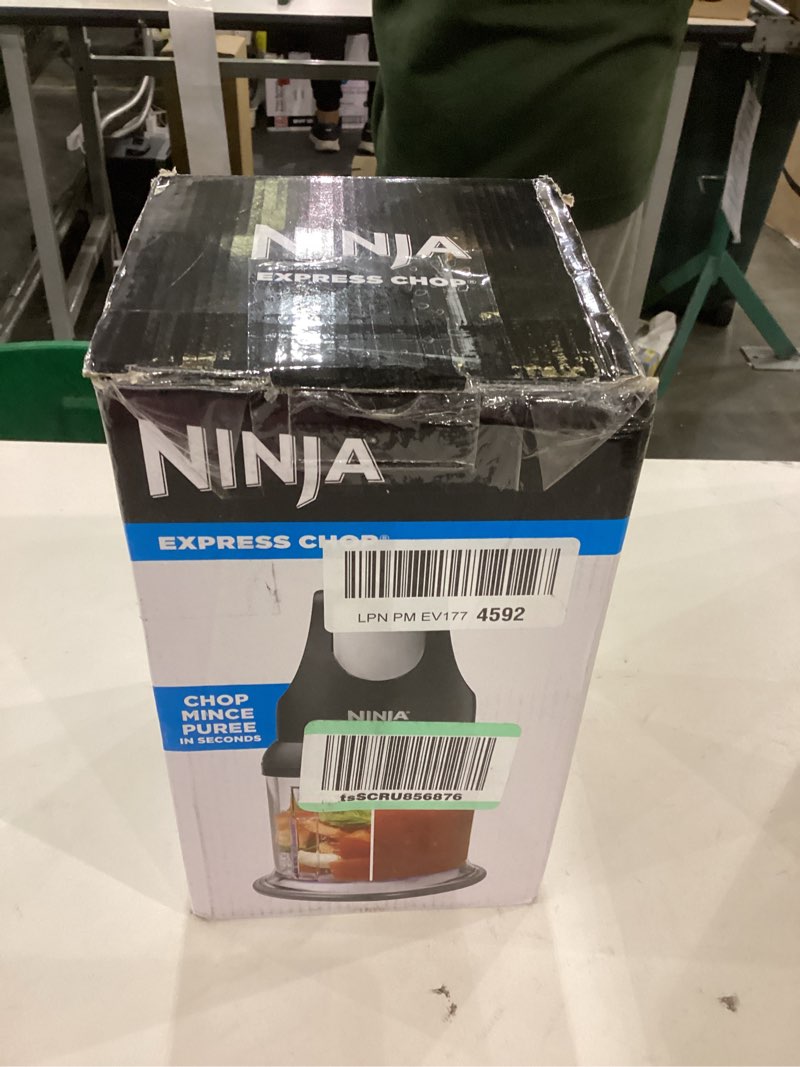 NINJA
EXPRESS CHOP®
NINJA
EXPRESS CHOP®
LPN PM EV177 4592
CHOP
MINCE
PUREE
IN SECONDS
NINJA
tsSCRU856876